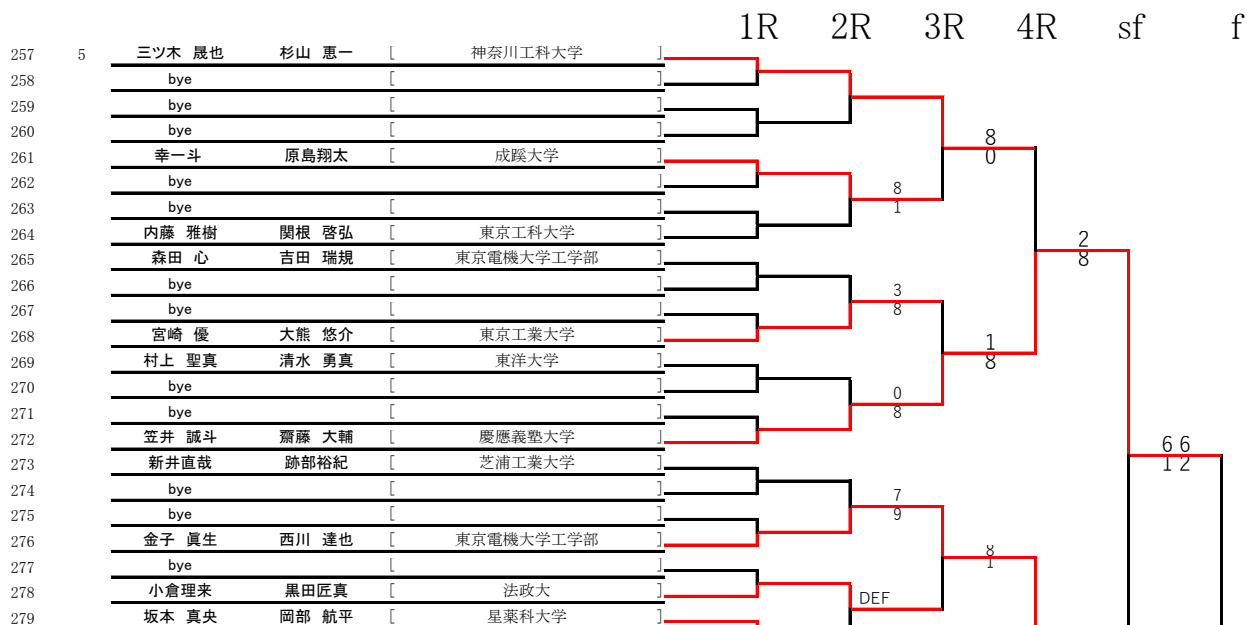 1R 2R 3R 4R sf f
257 5 三ツ木 晟也 杉山 恵一 [ 神奈川工科大学 ]
258 bye [ ]
259 bye [ ]
260 bye [ ]
8
0
261 幸一斗 原島翔太 [ 成蹊大学 ]
262 bye [ ]
8
1
263 bye [ ]
264 内藤 雅樹 関根 啓弘 [ 東京工科大学 ]
2
8
265 森田 心 吉田 瑞規 [ 東京電機大学工学部 ]
266 bye [ ]
3
8
267 bye [ ]
268 宮崎 優 大熊 悠介 [ 東京工業大学 ]
1
8
269 村上 聖真 清水 勇真 [ 東洋大学 ]
270 bye [ ]
0
8
271 bye [ ]
272 笠井 誠斗 齋藤 大輔 [ 慶應義塾大学 ]
6 6
1 2
273 新井直哉 跡部裕紀 [ 芝浦工業大学 ]
274 bye [ ]
7
9
275 bye [ ]
276 金子 眞生 西川 達也 [ 東京電機大学工学部 ]
8
1
277 bye [ ]
278 小倉理来 黒田匠真 [ 法政大 ]
DEF
279 坂本 真央 岡部 航平 [ 星薬科大学 ]